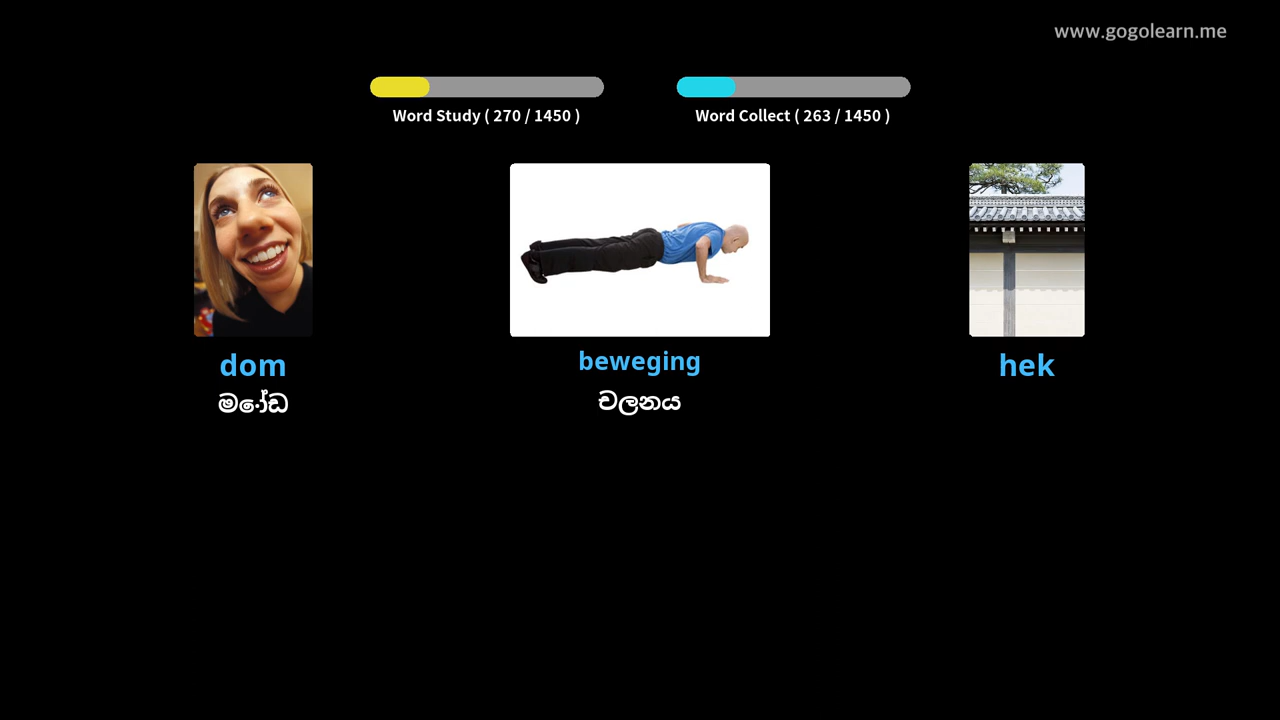 www.gogolearn.me
Word Study ( 270 / 1450 )
Word Collect ( 263 / 1450 )
dom
මෝඩ
beweging
චලනය
hek